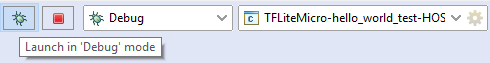 Debug
TFLiteMicro-hello_world_test-HOS
Launch in 'Debug' mode